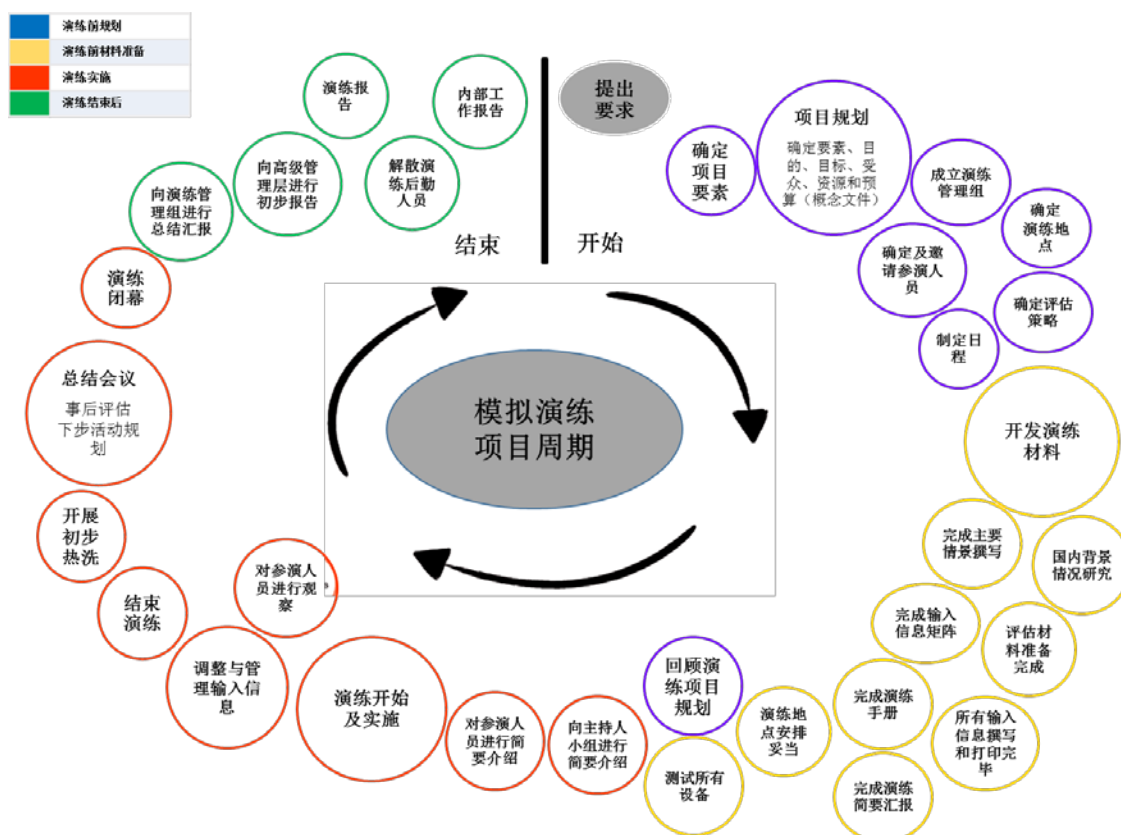 演练前规划
演练前材料准备
演练实施
演练结束后
提出
要求
确定
项目
要素
项目规划
确定要素、目
的、目标、受
众、资源和预
算（概念文件）
成立演练
管理组
确定
演练地
点
确定及邀
请参演人
员
确定评估
策略
制定日
程
开发演练
材料
完成主要
情景撰写
国内背景
情况研究
完成输入
信息矩阵
评估材
料准备
完成
完成演练
手册
所有输入
信息撰写
和打印完
毕
演练地
点安排
妥当
完成演练
简要汇报
回顾演
练项目
规划
测试所有
设备
向主持人
小组进行
简要介绍
对参演人
员进行简
要介绍
演练开始
及实施
调整与管
理输入信
息
对参演人
员进行观
察
结束
演练
开展
初步
热洗
总结会议
事后评估
下步活动规
划
演练
闭幕
向演练管
理组进行
总结汇报
向高级管
理层进行
初步报告
演练报
告
解散演
练后勤
人员
内部工
作报告
结束
开始
模拟演练
项目周期